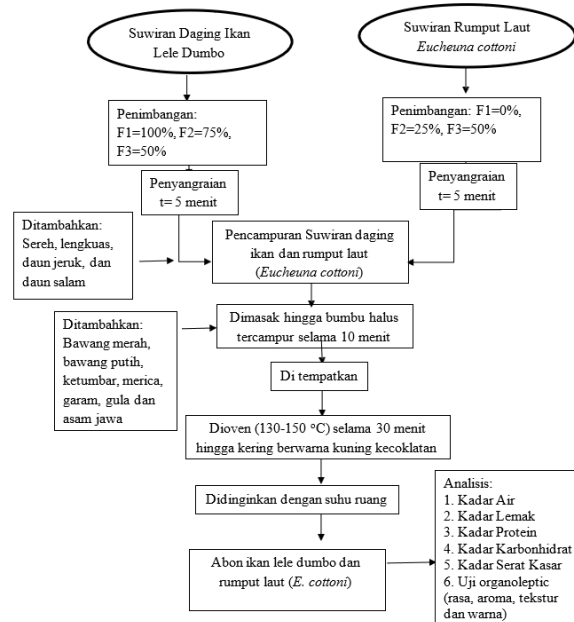 Suwiran Daging Ikan
Lele Dumbo
Suwiran Rumput Laut
Eucheuna cottoni
Penimbangan:
F1=100%, F2=75%,
F3=50%
Penimbangan: F1=0%,
F2=25%, F3=50%
Penyangraian
t= 5 menit
Penyangraian
t= 5 menit
Ditambahkan:
Sereh, lengkuas,
daun jeruk, dan
daun salam
Pencampuran Suwiran daging
ikan dan rumput laut
(Eucheuna cottoni)
Ditambahkan:
Bawang merah,
bawang putih,
ketumbar, merica,
garam, gula dan
asam jawa
Dimasak hingga bumbu halus
tercampur selama 10 menit
Di tempatkan
Dioven (130-150 °C) selama 30 menit
hingga kering berwarna kuning kecoklatan
Didinginkan dengan suhu ruang
Abon ikan lele dumbo dan
rumput laut (E. cottoni)
Analisis:
1. Kadar Air
2. Kadar Lemak
3. Kadar Protein
4. Kadar Karbonhidrat
5. Kadar Serat Kasar
6. Uji organoleptic
(rasa, aroma, tekstur
dan warna)